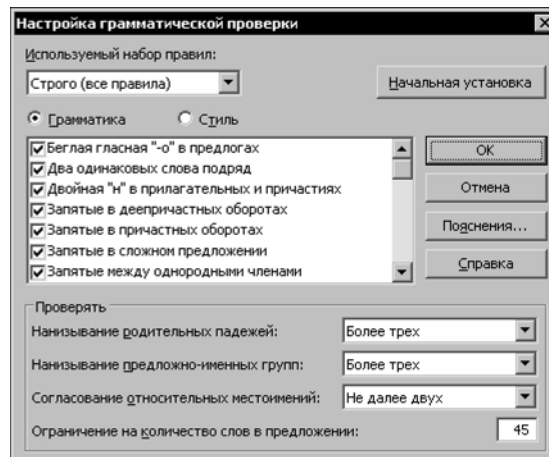 Настройка грамматической проверки
Используемый набор правил:
Строго (все правила)
Начальная установка
Грамматика Стиль
Беглая гласная "-о" в предлогах
Два одинаковых слова подряд
Двойная "н" в прилагательных и причастиях
Запятые в деепричастных оборотах
Запятые в причастных оборотах
Запятые в сложном предложении
Запятые между однородными членами
ОК
Отмена
Пояснения...
Справка
Проверять
Нанизывание родительных падежей: Более трех
Нанизывание предложно-именных групп: Более трех
Согласование относительных местоимений: Не далее двух
Ограничение на количество слов в предложении: 45